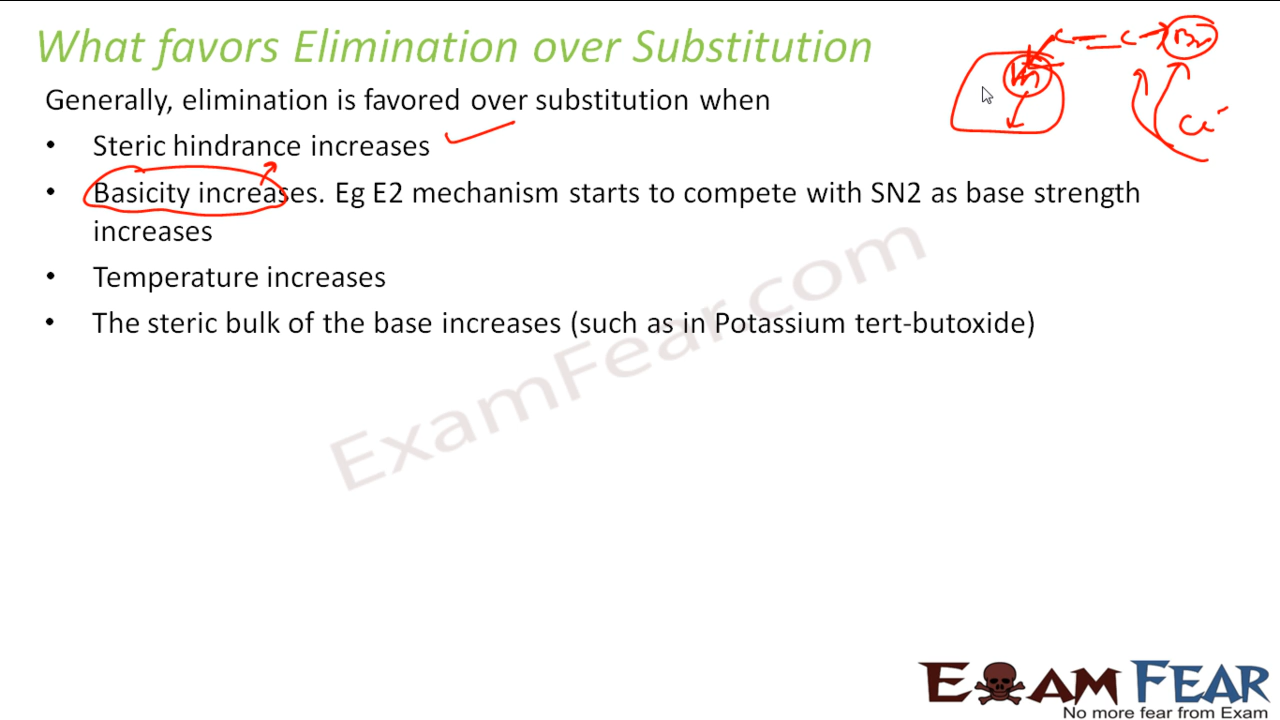 What favors Elimination over Substitution
Generally, elimination is favored over substitution when
• Steric hindrance increases
• Basicity increases. Eg E2 mechanism starts to compete with SN2 as base strength
increases
• Temperature increases
• The steric bulk of the base increases (such as in Potassium tert-butoxide)
C = C Br
ExamFear.com
EXAM FEAR
No more fear from Exam